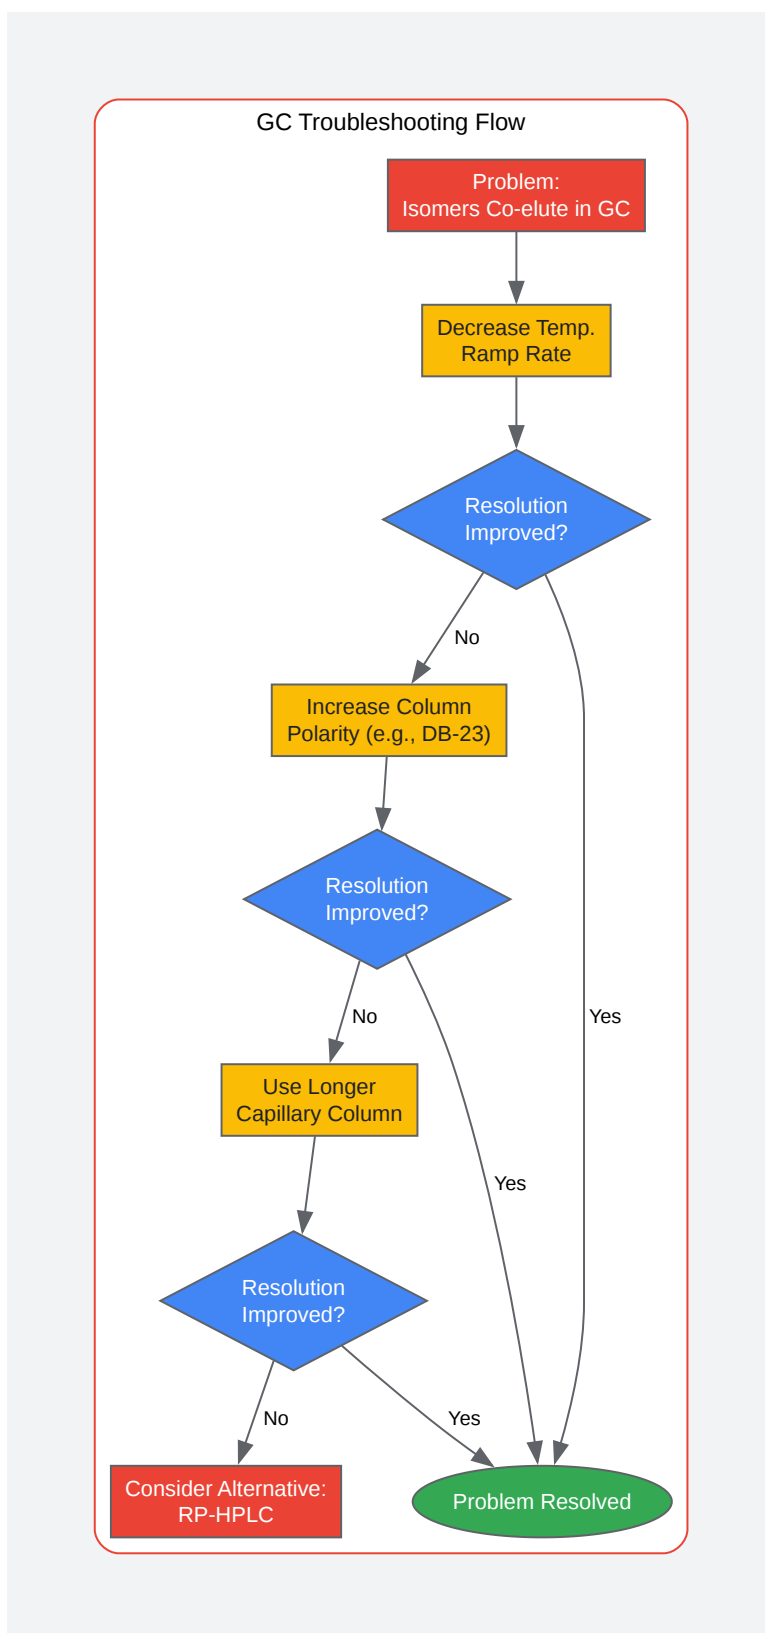 GC Troubleshooting Flow
Problem:
Isomers Co-elute in GC
Decrease Temp.
Ramp Rate
Resolution
Improved?
No
Increase Column
Polarity (e.g., DB-23)
Resolution
Improved?
No
Yes
Use Longer
Capillary Column
Yes
Resolution
Improved?
No
Yes
Consider Alternative:
RP-HPLC
Problem Resolved